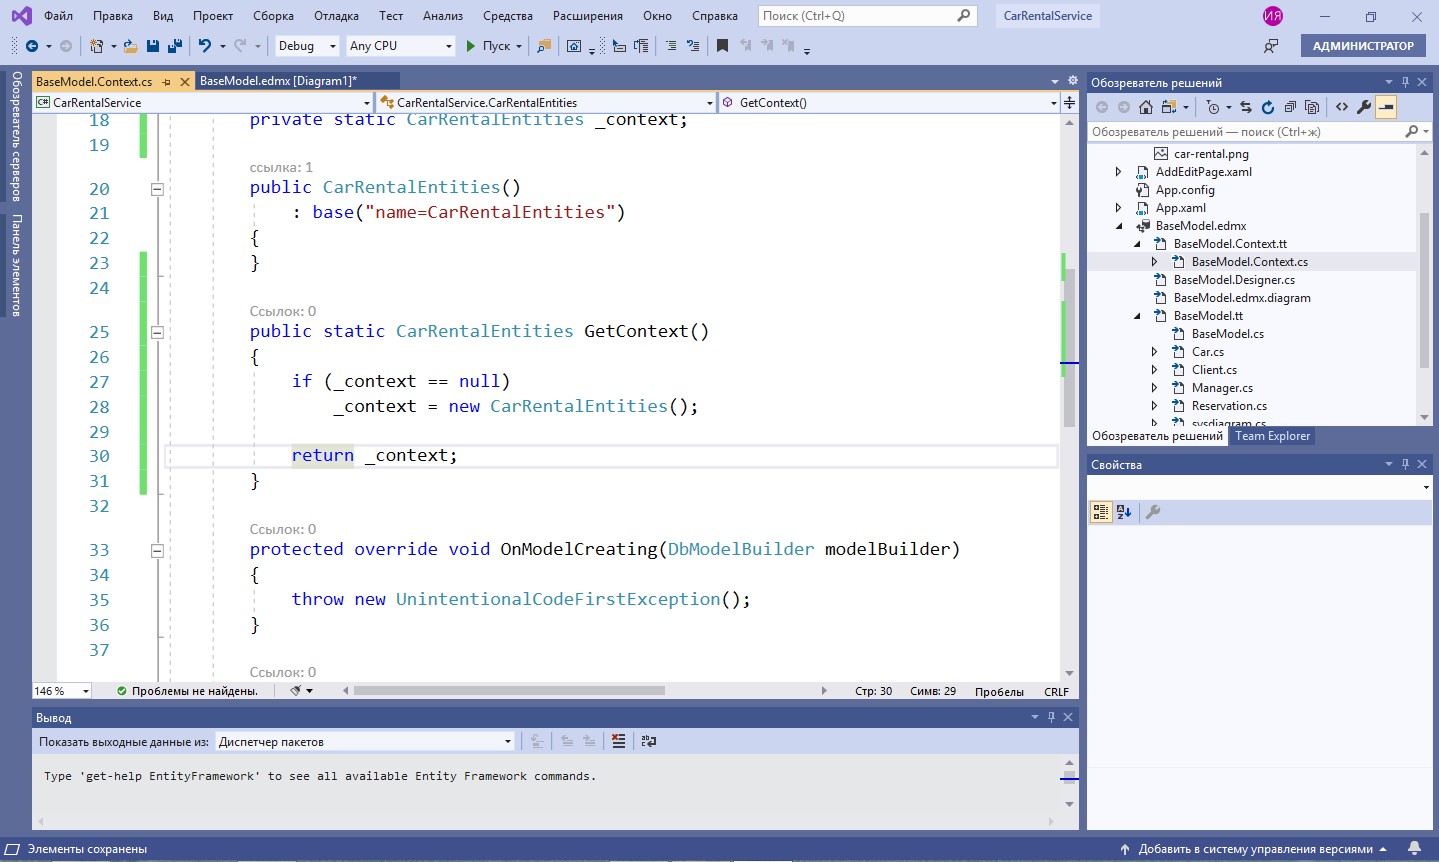 Файл Правка Вид Проект Сборка Отладка Тест Анализ Средства Расширения Окно Справка Поиск (Ctrl+Q) CarRentalService ИЯ
Debug Any CPU Пуск АДМИНИСТРАТОР
Обозреватель серверов
Панель элементов
BaseModel.Context.cs BaseModel.edmx [Diagram1]*
CarRentalService CarRentalService.CarRentalEntities GetContext()
18 private static CarRentalEntities _context;
19
ссылка: 1
20 public CarRentalEntities()
21 : base("name=CarRentalEntities")
22 {
23 }
24
Ссылок: 0
25 public static CarRentalEntities GetContext()
26 {
27 if (_context == null)
28 _context = new CarRentalEntities();
29
30 return _context;
31 }
32
Ссылок: 0
33 protected override void OnModelCreating(DbModelBuilder modelBuilder)
34 {
35 throw new UnintentionalCodeFirstException();
36 }
37
Ссылок: 0
146 % Проблемы не найдены. Стр: 30 Симв: 29 Пробелы CRLF
Вывод
Показать выходные данные из: Диспетчер пакетов
Type 'get-help EntityFramework' to see all available Entity Framework commands.
Обозреватель решений
Обозреватель решений — поиск (Ctrl+ж)
car-rental.png
AddEditPage.xaml
App.config
App.xaml
BaseModel.edmx
BaseModel.Context.tt
BaseModel.Context.cs
BaseModel.Designer.cs
BaseModel.edmx.diagram
BaseModel.tt
BaseModel.cs
Car.cs
Client.cs
Manager.cs
Reservation.cs
sysdiagram.cs
Обозреватель решений Team Explorer
Свойства
Элементы сохранены Добавить в систему управления версиями